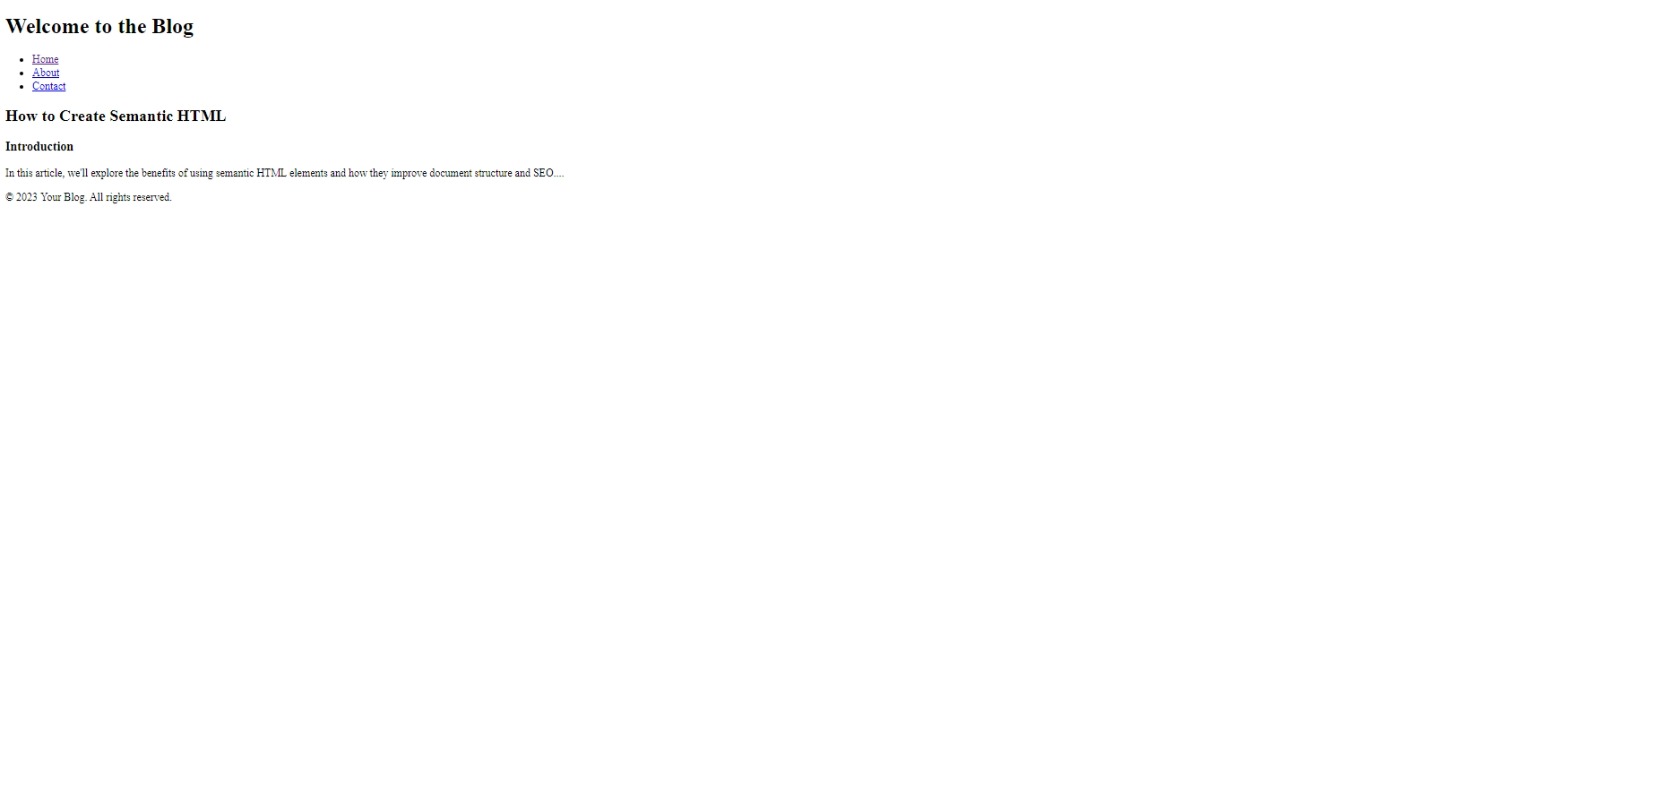 Welcome to the Blog
Home
About
Contact
How to Create Semantic HTML
Introduction
In this article, we'll explore the benefits of using semantic HTML elements and how they improve document structure and SEO....
© 2023 Your Blog. All rights reserved.